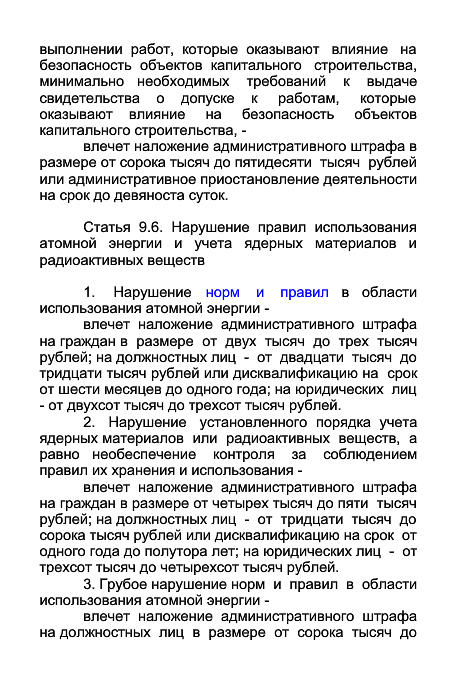 выполнении работ, которые оказывают влияние на
безопасность объектов капитального строительства,
минимально необходимых требований к выдаче
свидетельства о допуске к работам, которые
оказывают влияние на безопасность объектов
капитального строительства, -
влечет наложение административного штрафа в
размере от сорока тысяч до пятидесяти тысяч рублей
или административное приостановление деятельности
на срок до девяноста суток.
Статья 9.6. Нарушение правил использования
атомной энергии и учета ядерных материалов и
радиоактивных веществ
1. Нарушение норм и правил в области
использования атомной энергии -
влечет наложение административного штрафа
на граждан в размере от двух тысяч до трех тысяч
рублей; на должностных лиц - от двадцати тысяч до
тридцати тысяч рублей или дисквалификацию на срок
от шести месяцев до одного года; на юридических лиц
- от двухсот тысяч до трехсот тысяч рублей.
2. Нарушение установленного порядка учета
ядерных материалов или радиоактивных веществ, а
равно необеспечение контроля за соблюдением
правил их хранения и использования -
влечет наложение административного штрафа
на граждан в размере от четырех тысяч до пяти тысяч
рублей; на должностных лиц - от тридцати тысяч до
сорока тысяч рублей или дисквалификацию на срок от
одного года до полутора лет; на юридических лиц - от
трехсот тысяч до четырехсот тысяч рублей.
3. Грубое нарушение норм и правил в области
использования атомной энергии -
влечет наложение административного штрафа
на должностных лиц в размере от сорока тысяч до